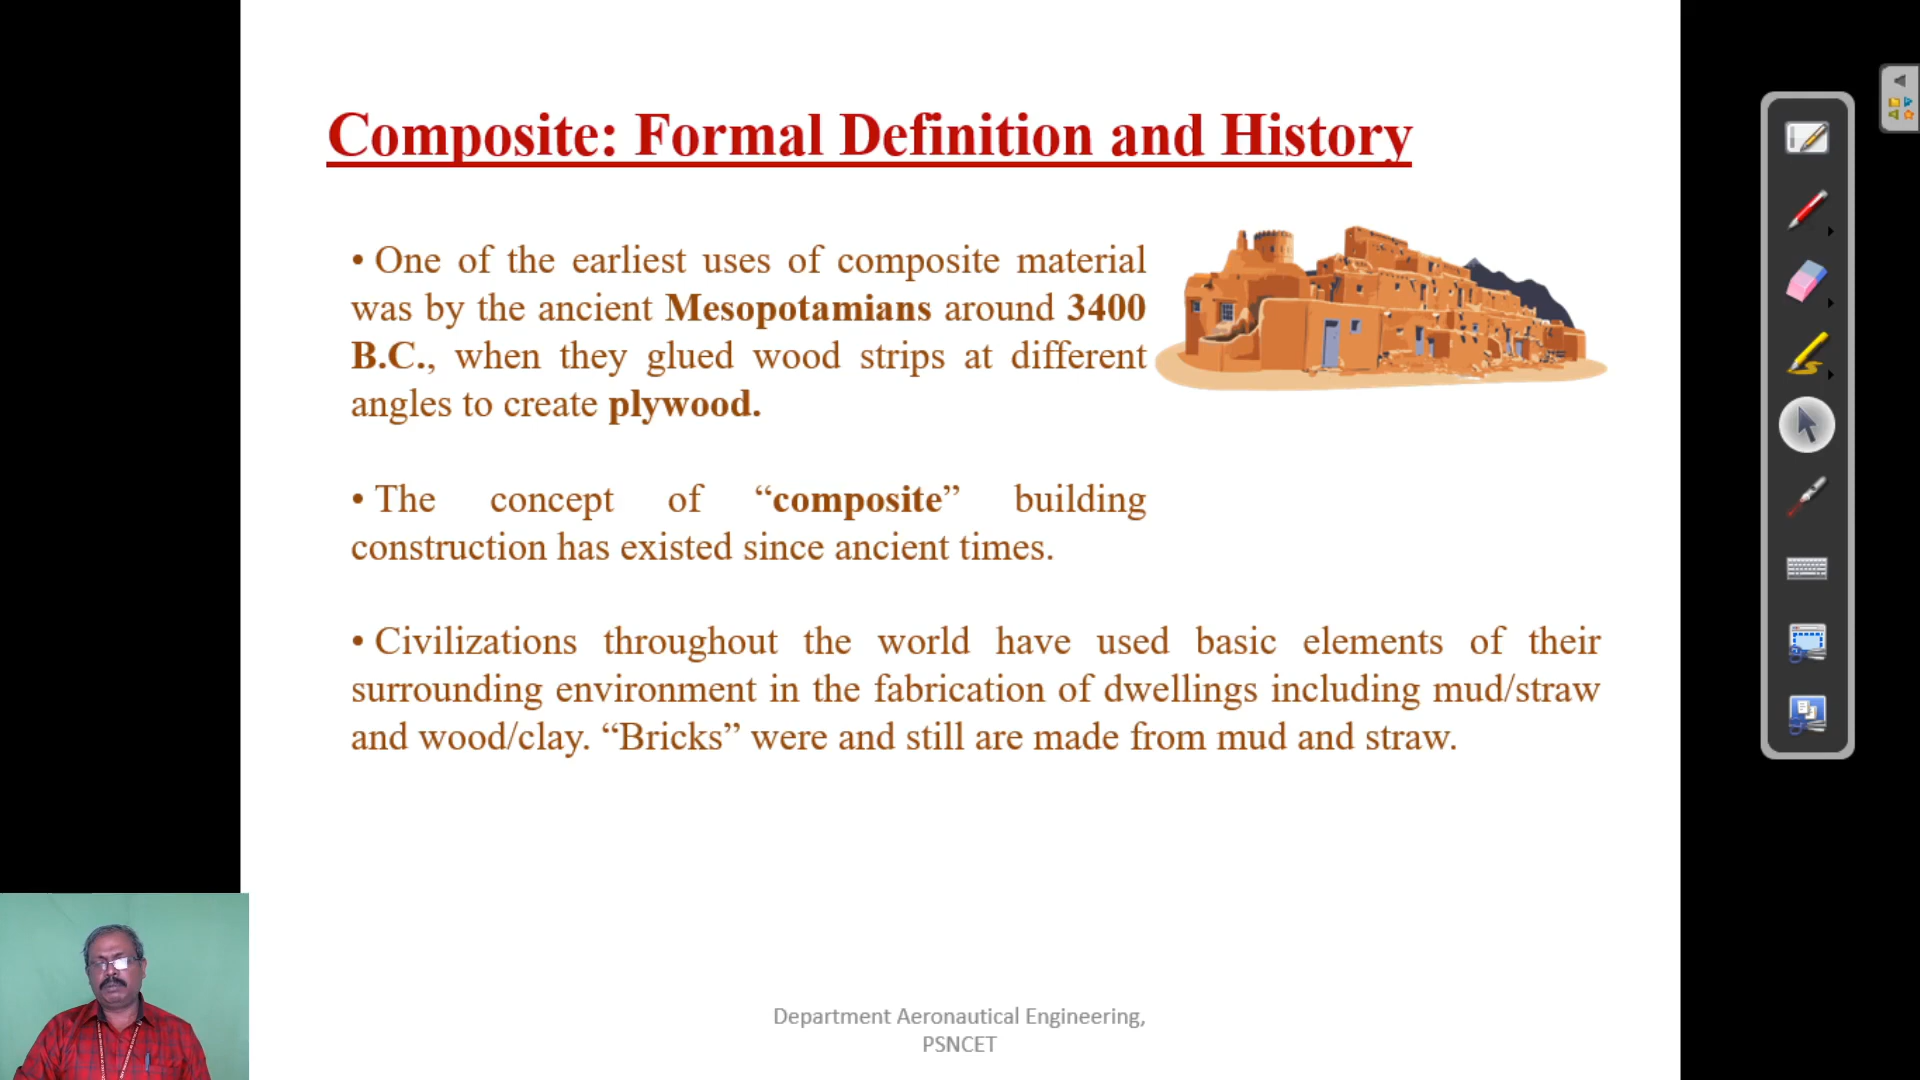 Composite: Formal Definition and History
• One of the earliest uses of composite material
was by the ancient Mesopotamians around 3400
B.C., when they glued wood strips at different
angles to create plywood.
• The concept of “composite” building
construction has existed since ancient times.
• Civilizations throughout the world have used basic elements of their
surrounding environment in the fabrication of dwellings including mud/straw
and wood/clay. “Bricks” were and still are made from mud and straw.
Department Aeronautical Engineering,
PSNCET